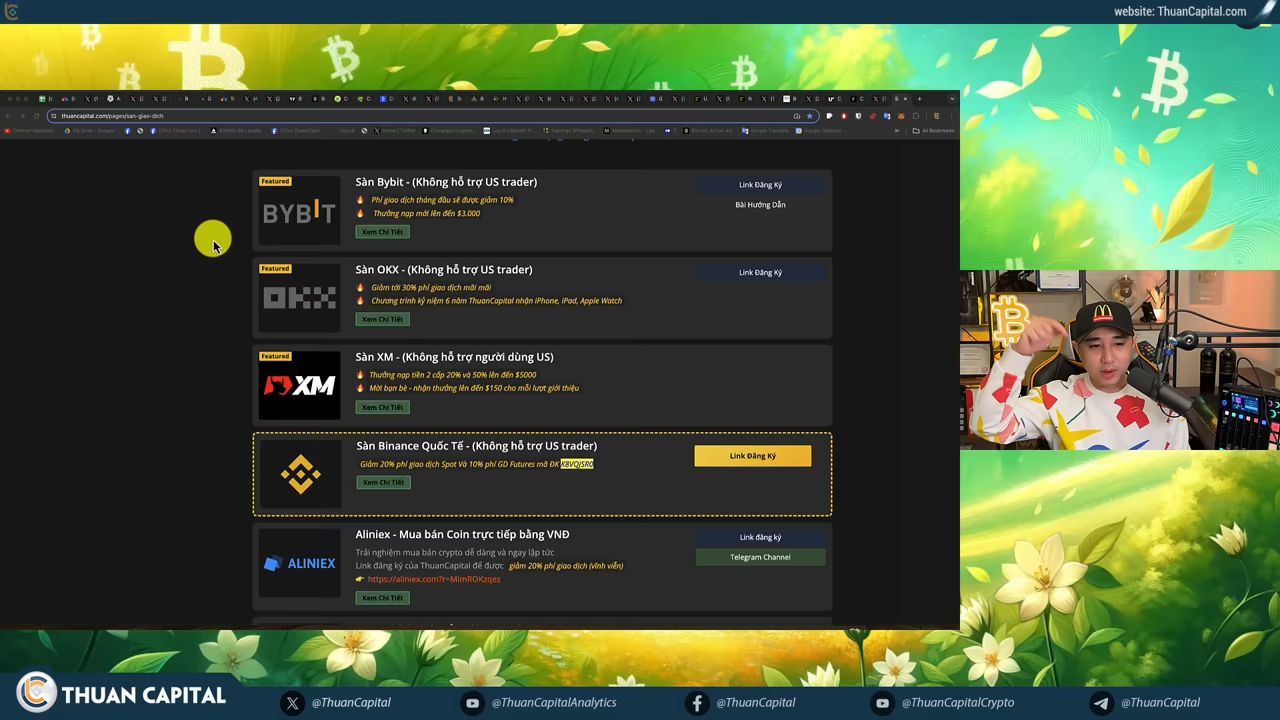 website: ThuanCapital.com
thuancapital.com/pages/san-giao-dich
All Bookmarks
Featured
BYBIT
Sàn Bybit - (Không hỗ trợ US trader)
Phí giao dịch tháng đầu sẽ được giảm 10%
Thưởng nạp mới lên đến $3.000
Xem Chi Tiết
Link Đăng Ký
Bài Hướng Dẫn
Featured
OKX
Sàn OKX - (Không hỗ trợ US trader)
Giảm tới 30% phí giao dịch mãi mãi
Chương trình kỷ niệm 6 năm ThuanCapital nhận iPhone, iPad, Apple Watch
Xem Chi Tiết
Link Đăng Ký
Featured
XM
Sàn XM - (Không hỗ trợ người dùng US)
Thưởng nạp tiền 2 cấp 20% và 50% lên đến $5000
Mời bạn bè - nhận thưởng lên đến $150 cho mỗi lượt giới thiệu
Xem Chi Tiết
Sàn Binance Quốc Tế - (Không hỗ trợ US trader)
Giảm 20% phí giao dịch Spot Và 10% phí GD Futures mã ĐK K8VQJSR0
Xem Chi Tiết
Link Đăng Ký
ALINIEX
Aliniex - Mua bán Coin trực tiếp bằng VNĐ
Trải nghiệm mua bán crypto dễ dàng và ngay lập tức
Link đăng ký của ThuanCapital để được giảm 20% phí giao dịch (vĩnh viễn)
https://aliniex.com?r=MlmROKzqez
Xem Chi Tiết
Link đăng ký
Telegram Channel
THUAN CAPITAL
@ThuanCapital
@ThuanCapitalAnalytics
@ThuanCapital
@ThuanCapitalCrypto
@ThuanCapital